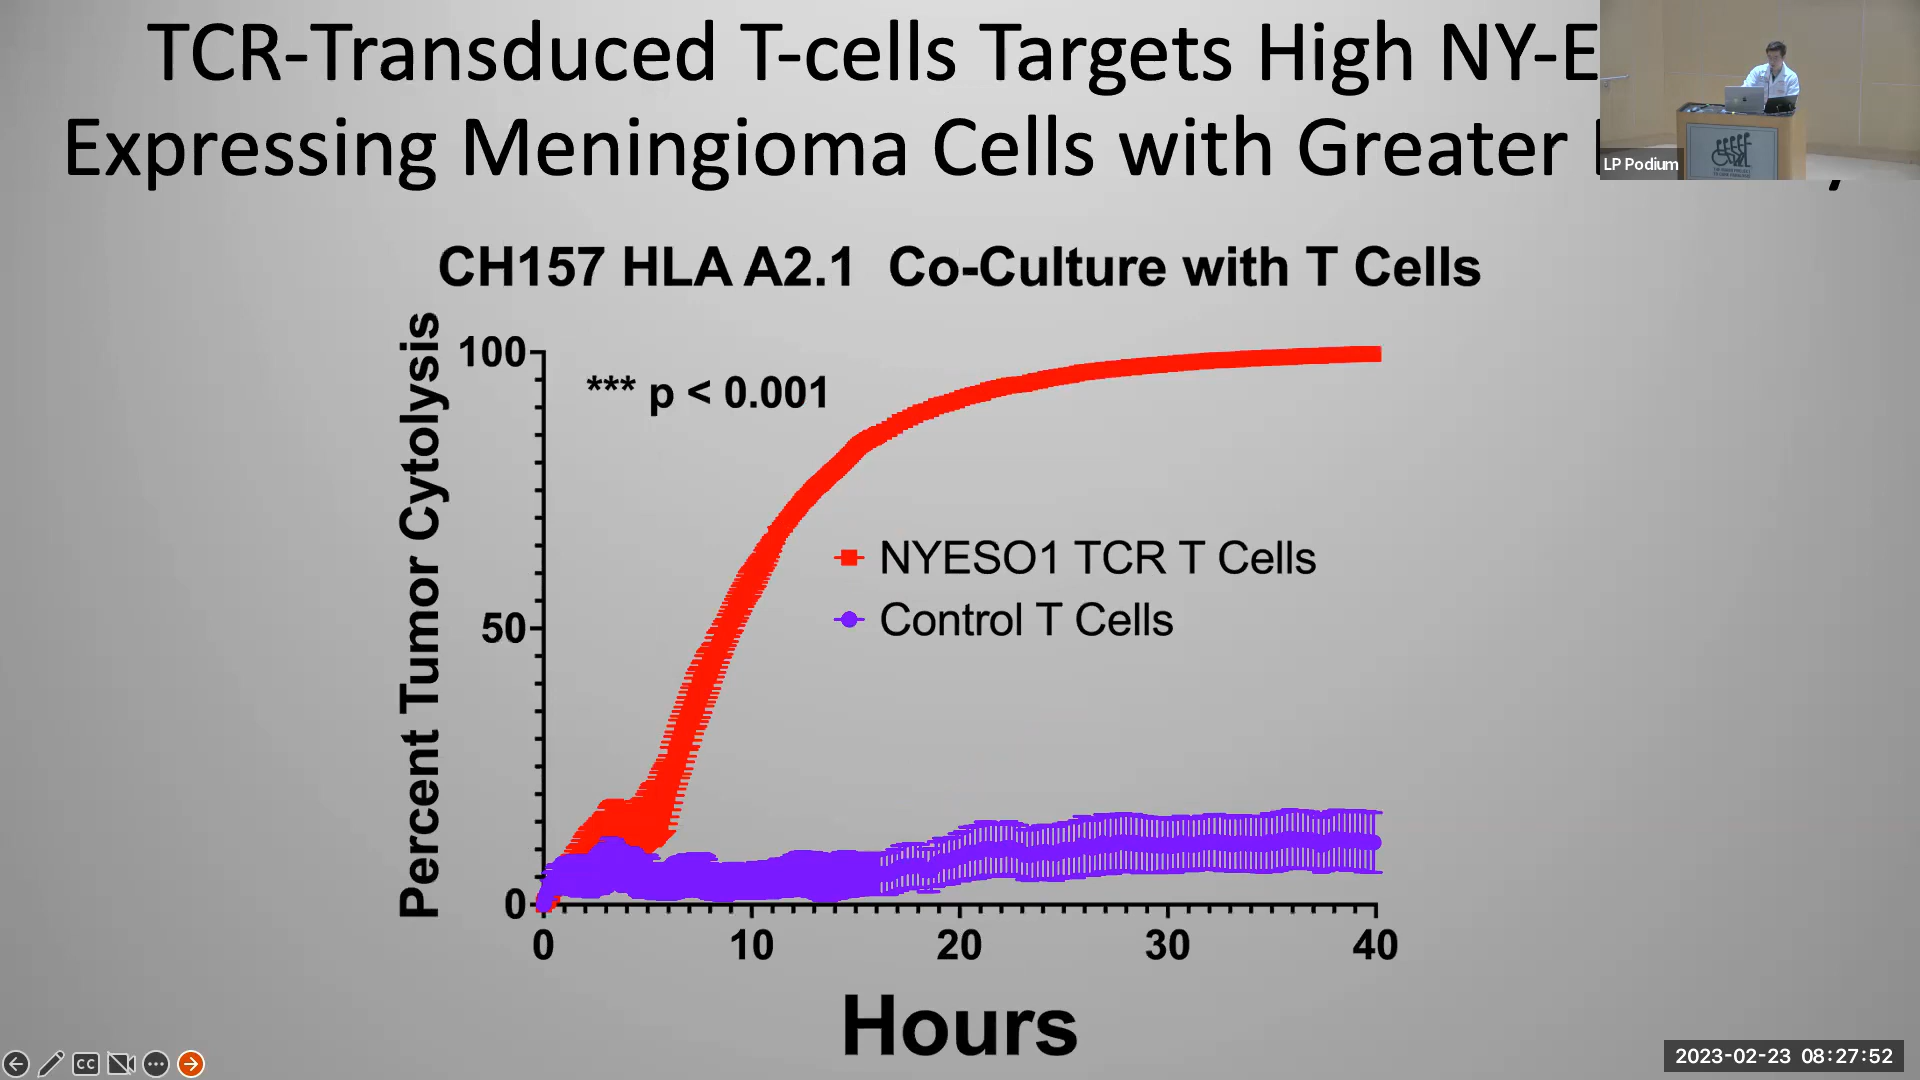 TCR-Transduced T-cells Targets High NY-E
Expressing Meningioma Cells with Greater
LP Podium
CH157 HLA A2.1 Co-Culture with T Cells
Percent Tumor Cytolysis
100
50
0
*** p < 0.001
NYESO1 TCR T Cells
Control T Cells
0 10 20 30 40
Hours
CC
2023-02-23 08:27:52